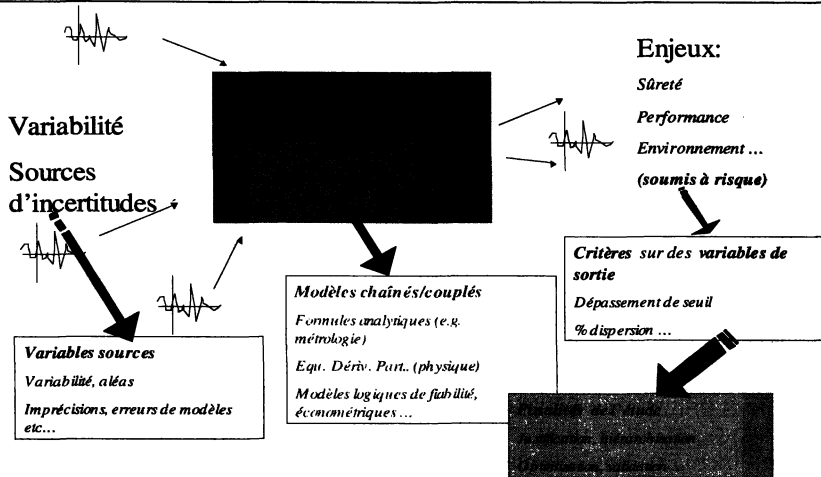 Variabilité
Sources
d'incertitudes
Enjeux:
Sûreté
Performance
Environnement ...
(soumis à risque)
Variables sources
Variabilité, aléas
Imprécisions, erreurs de modèles
etc...
Modèles chaînés/couplés
Formules analytiques (e.g.
métrologie)
Equ. Dériv. Part.. (physique)
Modèles logiques de fiabilité,
économétriques ...
Critères sur des variables de
sortie
Dépassement de seuil
% dispersion ...
de l'étude